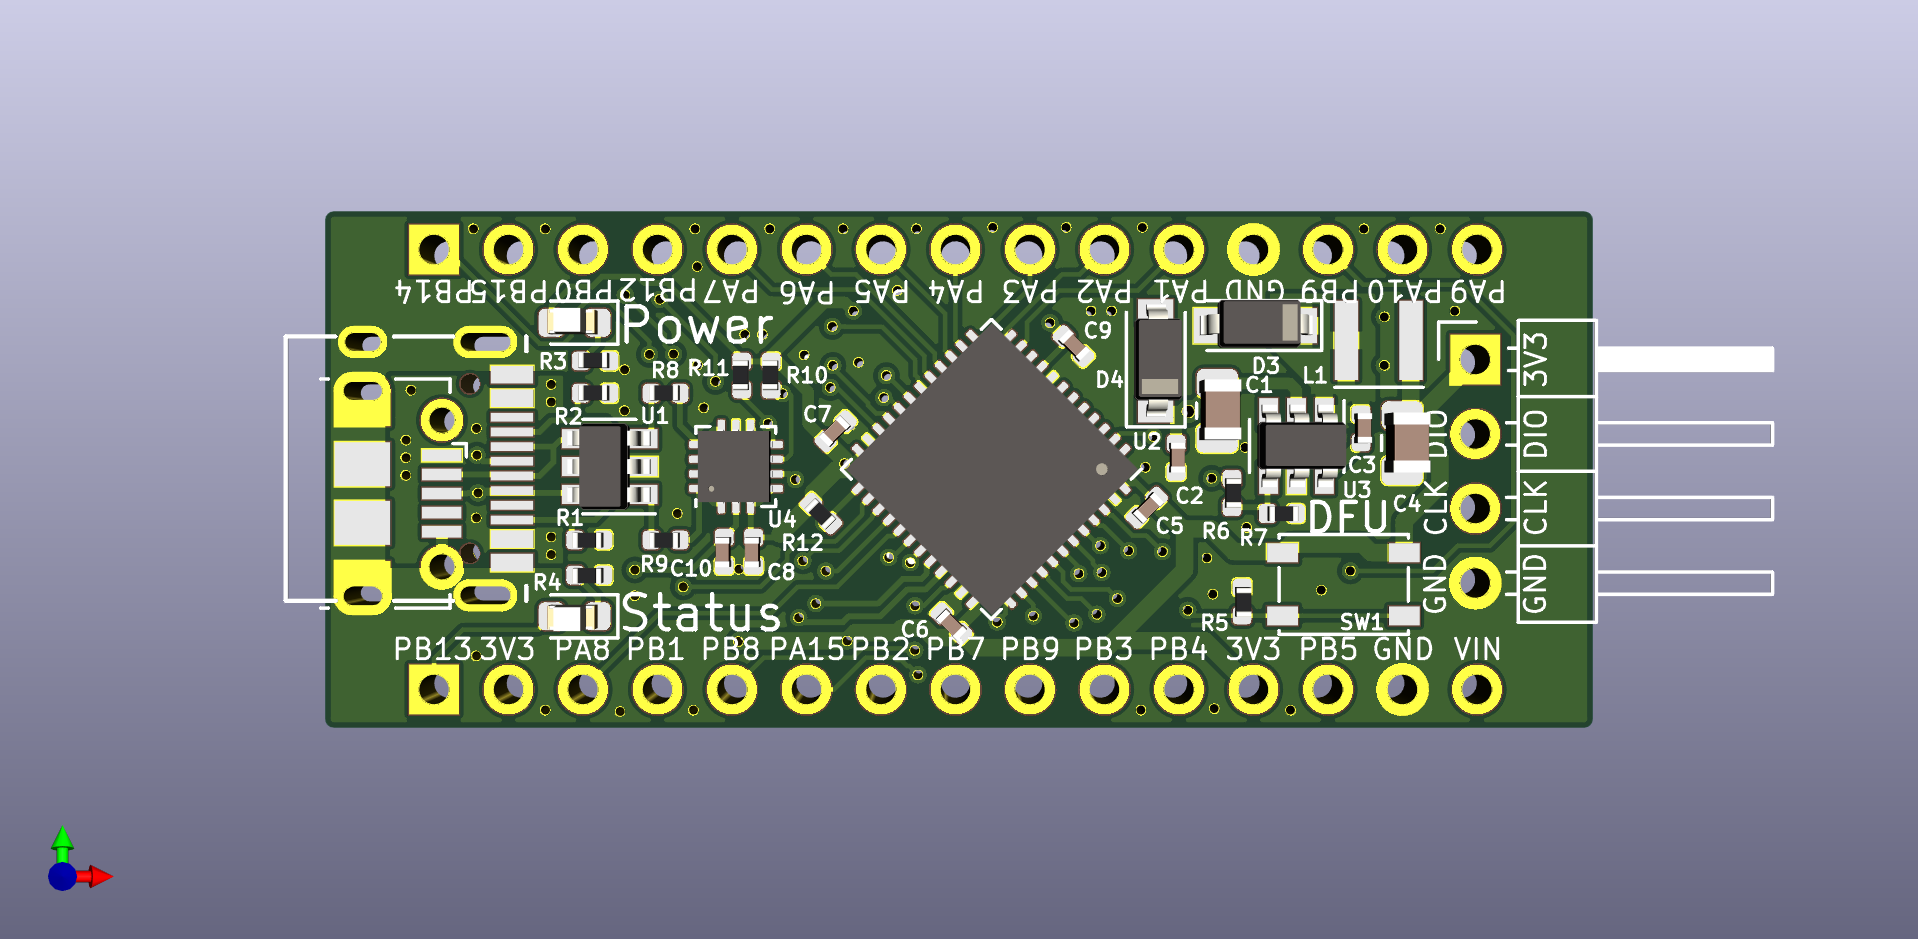 PB14 PB15 PB0 PB12 PA7 PA6 PA5 PA4 PA3 PA2 PA1 GND PB9 PA10 PA9
Power
C9
R3
R8
R11
R10
D4
D3
C1
L1
3V3
R2
U1
C7
U2
DIO
DIO
C3
C2
U3
C4
R1
U4
C5
R6
R7
DFU
CLK
CLK
R12
R9
C10
C8
R4
GND
GND
Status
C6
R5
SW1
PB13 3V3 PA8 PB1 PB8 PA15 PB2 PB7 PB9 PB3 PB4 3V3 PB5 GND VIN